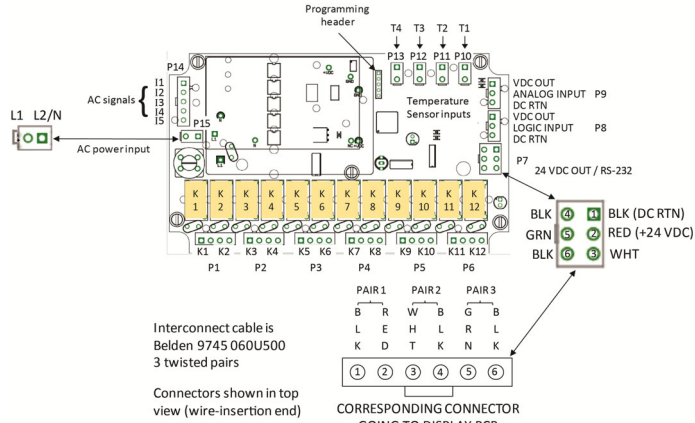 Programming
header
T4 T3 T2 T1
P13 P12 P11 P10
P14
I1
I2
I3
I4
I5
AC signals
L1 L2/N
P15
AC power input
Temperature
Sensor inputs
VDC OUT
ANALOG INPUT P9
DC RTN
VDC OUT
LOGIC INPUT P8
DC RTN
P7
24 VDC OUT / RS-232
K K K K K K K K K K K K
1 2 3 4 5 6 7 8 9 10 11 12
K1 K2 K3 K4 K5 K6 K7 K8 K9 K10 K11 K12
P1 P2 P3 P4 P5 P6
BLK 4 1 BLK (DC RTN)
GRN 5 2 RED (+24 VDC)
BLK 6 3 WHT
PAIR 1 PAIR 2 PAIR 3
B R W B G B
L E H L R L
K D T K N K
1 2 3 4 5 6
Interconnect cable is
Belden 9745 060U500
3 twisted pairs
Connectors shown in top
view (wire-insertion end)
CORRESPONDING CONNECTOR
GOING TO DISPLAY PCB